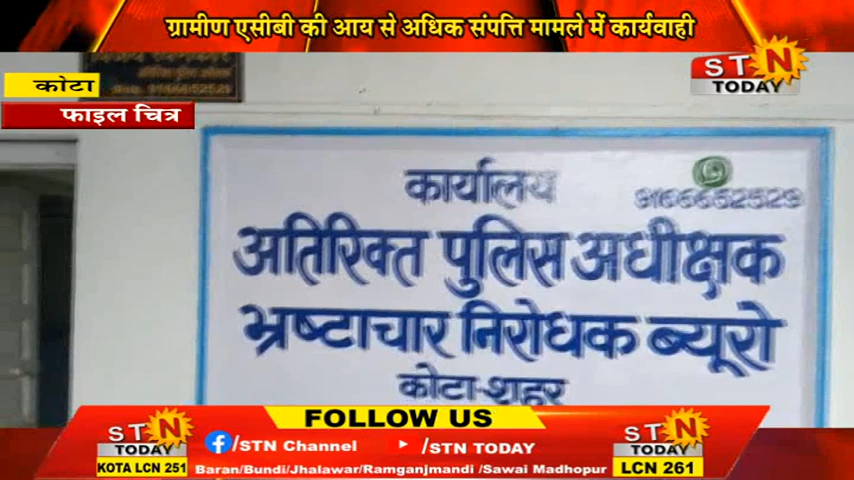 ग्रामीण एसीबी की आय से अधिक संपत्ति मामले में कार्यवाही
STN
TODAY
कोटा
फाइल चित्र
कार्यालय
9166652529
अतिरिक्त पुलिस अधीक्षक
भ्रष्टाचार निरोधक ब्यूरो
कोटा-शहर
FOLLOW US
STN
TODAY
KOTA LCN 251
/STN Channel
/STN TODAY
Baran/Bundi/Jhalawar/Ramganjmandi /Sawai Madhopur
STN
TODAY
LCN 261